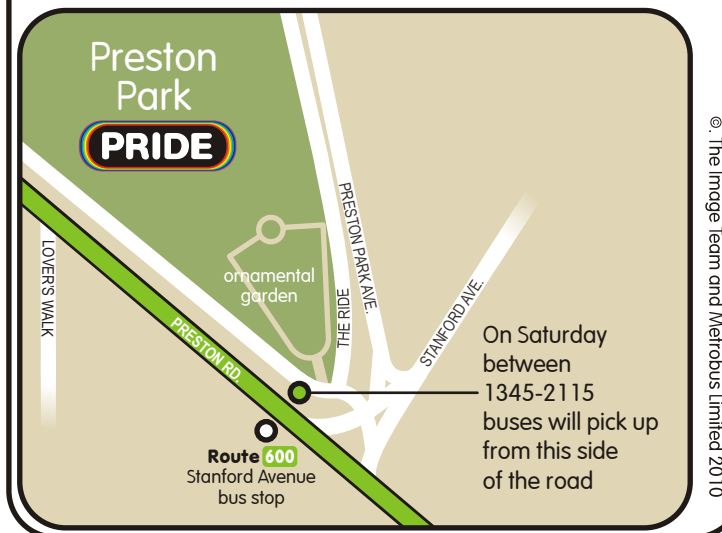 Preston
Park
PRIDE
PRESTON PARK AVE.
THE RIDE
ornamental
garden
LOVER'S WALK
PRESTON RD.
STANFORD AVE.
On Saturday
between
1345-2115
buses will pick up
from this side
of the road
Route 600
Stanford Avenue
bus stop
©. The Image Team and Metrobus Limited 2010